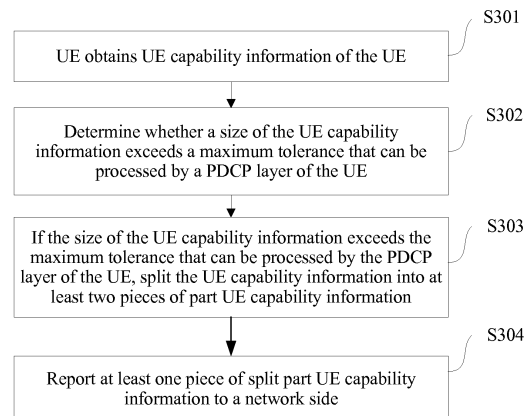 S301
UE obtains UE capability information of the UE
S302
Determine whether a size of the UE capability
information exceeds a maximum tolerance that can be
processed by a PDCP layer of the UE
S303
If the size of the UE capability information exceeds the
maximum tolerance that can be processed by the PDCP
layer of the UE, split the UE capability information into at
least two pieces of part UE capability information
S304
Report at least one piece of split part UE capability
information to a network side